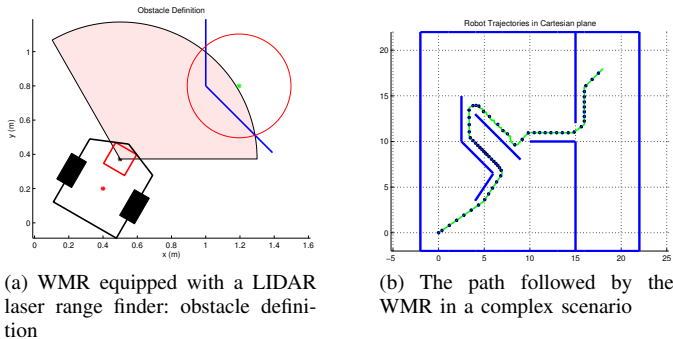 Obstacle Definition
1
0.8
0.6
0.4
0.2
0
y (m)
0 0.2 0.4 0.6 0.8 1.0 1.2 1.4 1.6
x (m)
(a) WMR equipped with a LIDAR
laser range finder: obstacle defini-
tion
Robot Trajectories in Cartesian plane
20
15
10
5
0
−5 0 5 10 15 20 25
(b) The path followed by the
WMR in a complex scenario